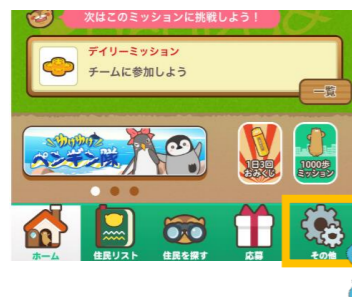 次はこのミッションに挑戦しよう！
デイリーミッション
チームに参加しよう
一覧
ゆけゆけ
ペンギン隊
1日3回
おみくじ
1000歩
ミッション
ホーム
住民リスト
住民を探す
応募
その他